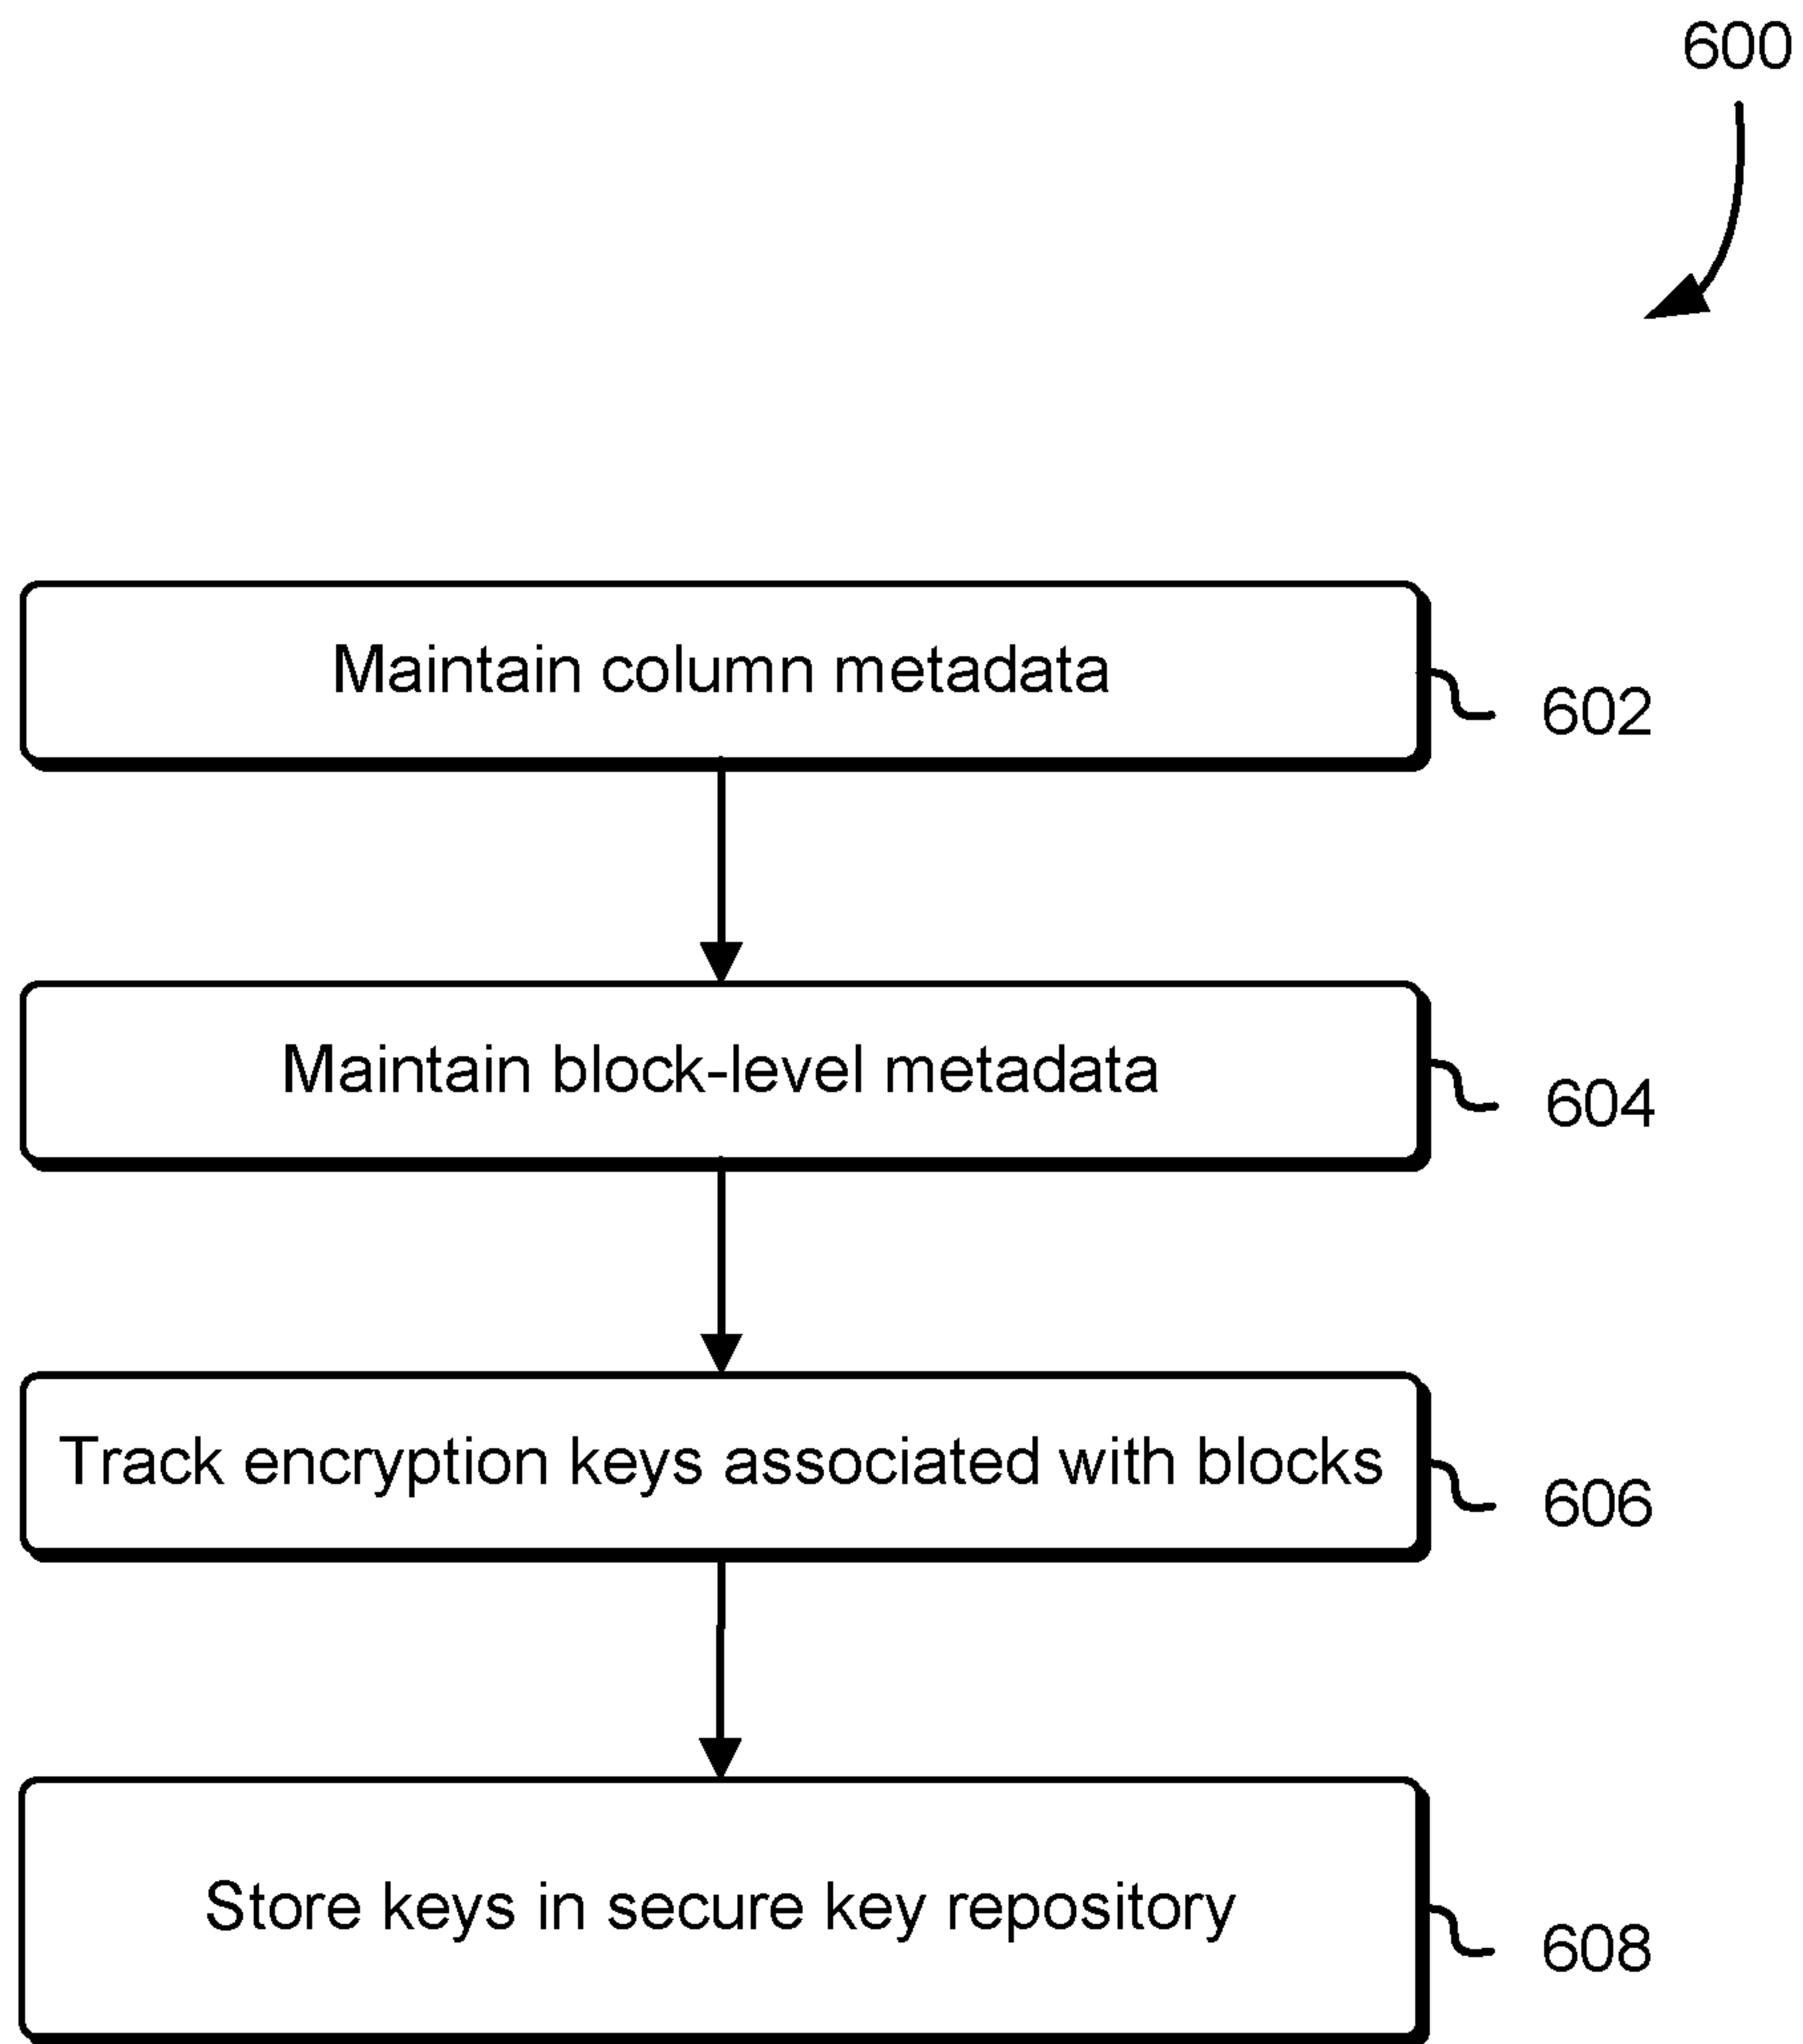 600
Maintain column metadata
602
Maintain block-level metadata
604
Track encryption keys associated with blocks
606
Store keys in secure key repository
608